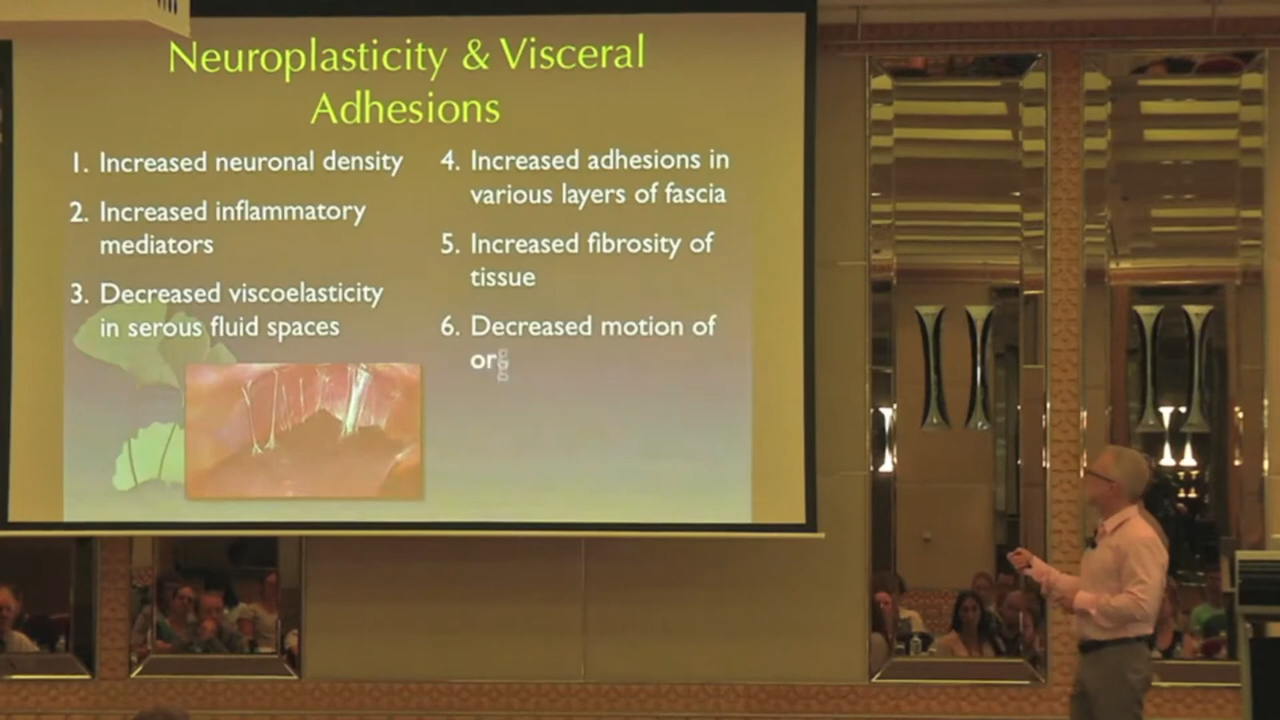 Neuroplasticity & Visceral
Adhesions
1. Increased neuronal density
2. Increased inflammatory
mediators
3. Decreased viscoelasticity
in serous fluid spaces
4. Increased adhesions in
various layers of fascia
5. Increased fibrosity of
tissue
6. Decreased motion of
or